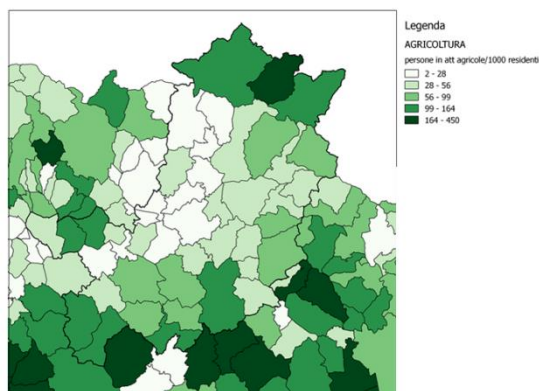 Legenda
AGRICOLTURA
persone in att agricole/1000 residenti
2 - 28
28 - 56
56 - 99
99 - 164
164 - 450